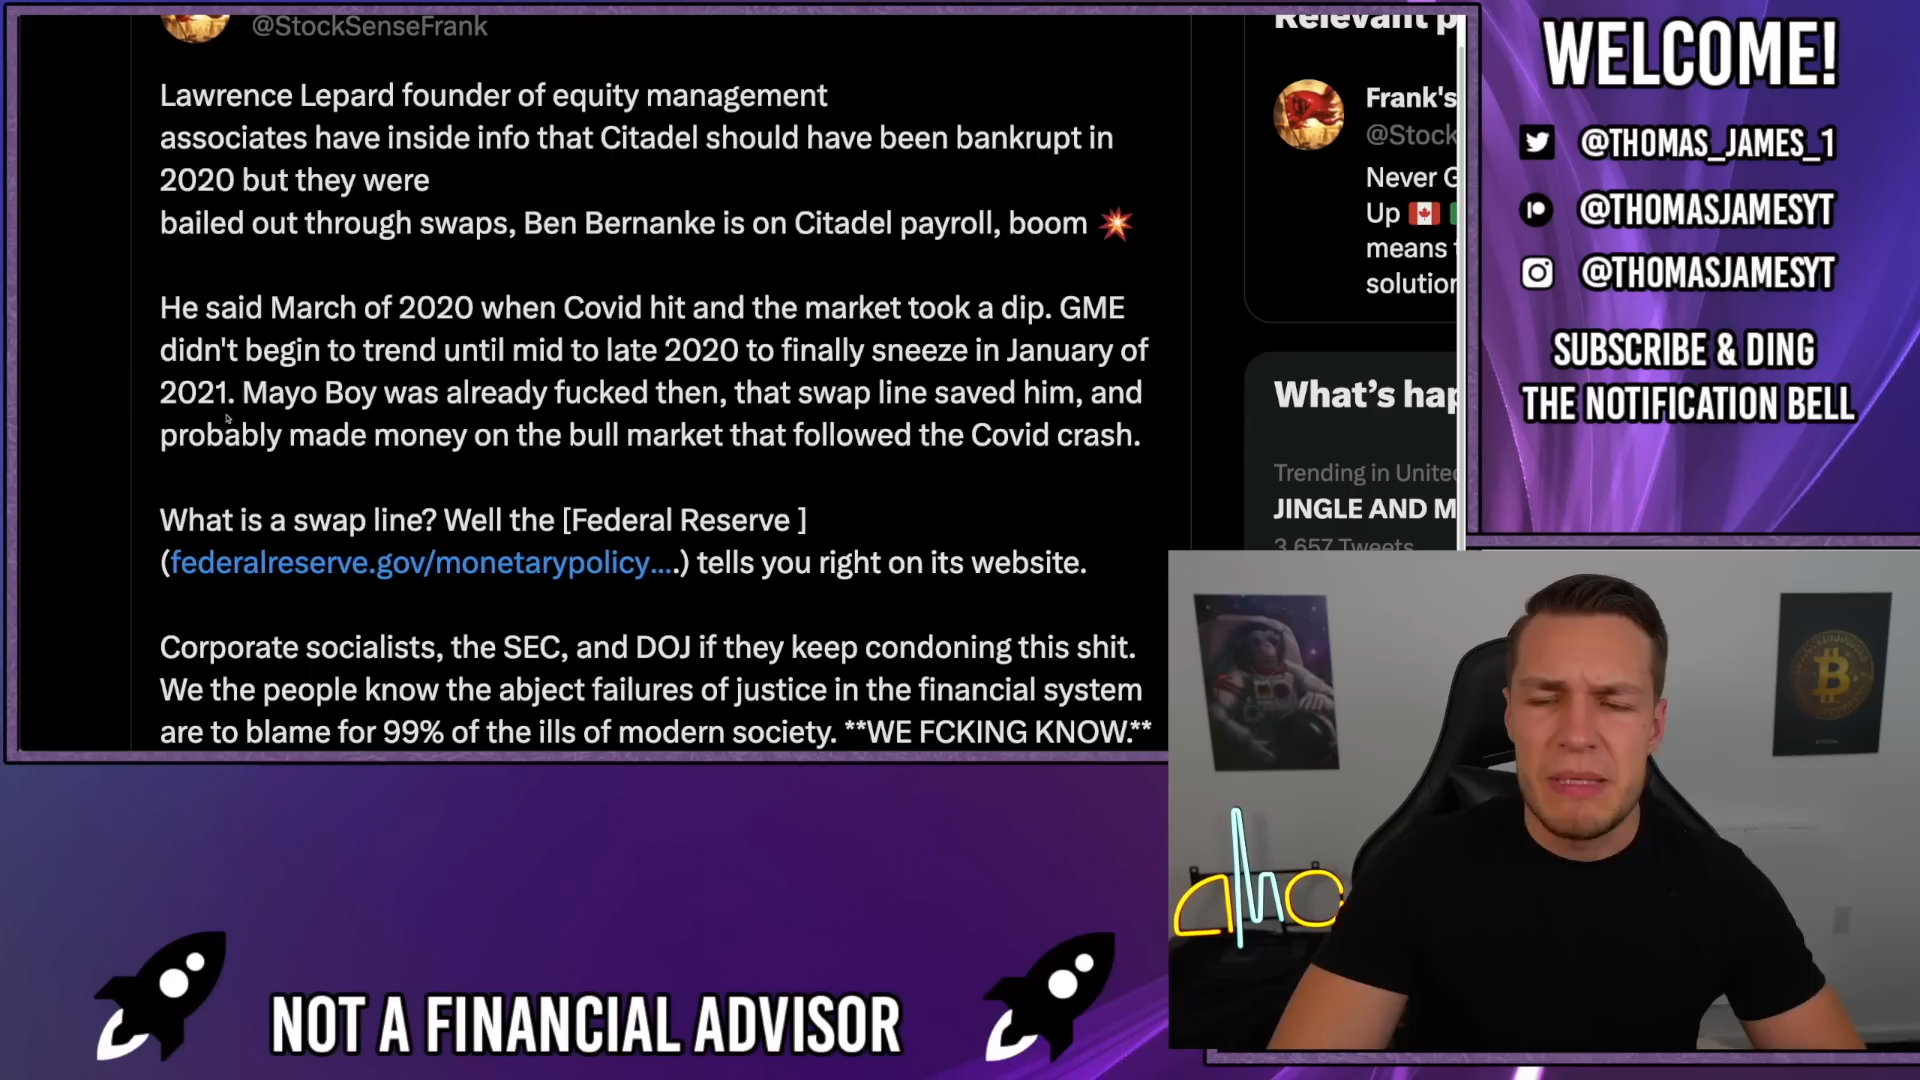 @StockSenseFrank
Lawrence Lepard founder of equity management
associates have inside info that Citadel should have been bankrupt in
2020 but they were
bailed out through swaps, Ben Bernanke is on Citadel payroll, boom 💥
He said March of 2020 when Covid hit and the market took a dip. GME
didn't begin to trend until mid to late 2020 to finally sneeze in January of
2021. Mayo Boy was already fucked then, that swap line saved him, and
probably made money on the bull market that followed the Covid crash.
What is a swap line? Well the [Federal Reserve ]
(federalreserve.gov/monetarypolicy….) tells you right on its website.
Corporate socialists, the SEC, and DOJ if they keep condoning this shit.
We the people know the abject failures of justice in the financial system
are to blame for 99% of the ills of modern society. **WE FCKING KNOW.**
Relevant p
Frank's
@Stock
Never G
Up 🇨🇦
means
solution
What's hap
Trending in Unite
JINGLE AND M
3,657 Tweets
WELCOME!
@THOMAS_JAMES_1
@THOMASJAMESYT
@THOMASJAMESYT
SUBSCRIBE & DING
THE NOTIFICATION BELL
NOT A FINANCIAL ADVISOR